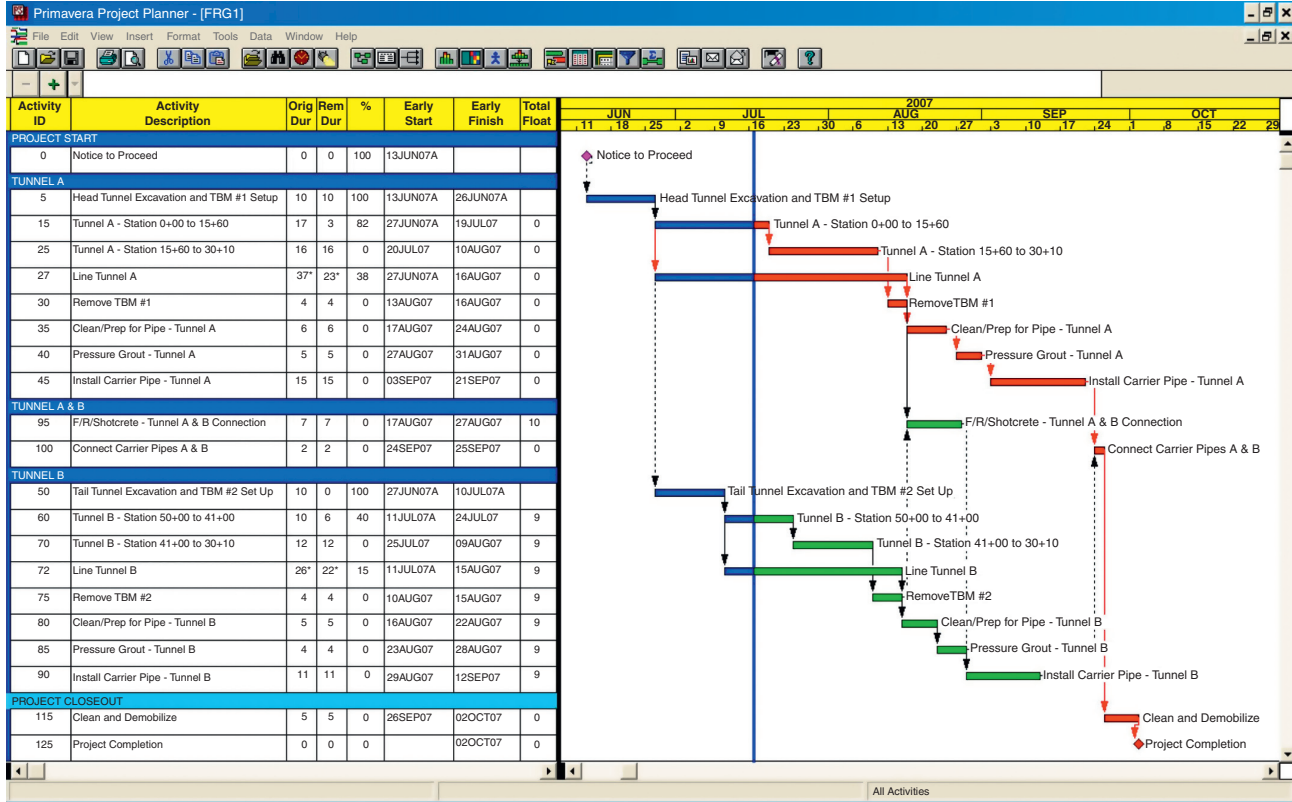 Primavera Project Planner - [FRG1]
File Edit View Insert Format Tools Data Window Help
Activity ID Activity Description Orig Dur Rem Dur % Early Start Early Finish Total Float
2007
JUN JUL AUG SEP OCT
11 18 25 2 9 16 23 30 6 13 20 27 3 10 17 24 1 8 15 22 29
PROJECT START
0 Notice to Proceed 0 0 100 13JUN07A Notice to Proceed
TUNNEL A
5 Head Tunnel Excavation and TBM #1 Setup 10 10 100 13JUN07A 26JUN07A Head Tunnel Excavation and TBM #1 Setup
15 Tunnel A - Station 0+00 to 15+60 17 3 82 27JUN07A 19JUL07 0 Tunnel A - Station 0+00 to 15+60
25 Tunnel A - Station 15+60 to 30+10 16 16 0 20JUL07 10AUG07 0 Tunnel A - Station 15+60 to 30+10
27 Line Tunnel A 37* 23* 38 27JUN07A 16AUG07 0 Line Tunnel A
30 Remove TBM #1 4 4 0 13AUG07 16AUG07 0 RemoveTBM #1
35 Clean/Prep for Pipe - Tunnel A 6 6 0 17AUG07 24AUG07 0 Clean/Prep for Pipe - Tunnel A
40 Pressure Grout - Tunnel A 5 5 0 27AUG07 31AUG07 0 Pressure Grout - Tunnel A
45 Install Carrier Pipe - Tunnel A 15 15 0 03SEP07 21SEP07 0 Install Carrier Pipe - Tunnel A
TUNNEL A & B
95 F/R/Shotcrete - Tunnel A & B Connection 7 7 0 17AUG07 27AUG07 10 F/R/Shotcrete - Tunnel A & B Connection
100 Connect Carrier Pipes A & B 2 2 0 24SEP07 25SEP07 0 Connect Carrier Pipes A & B
TUNNEL B
50 Tail Tunnel Excavation and TBM #2 Set Up 10 0 100 27JUN07A 10JUL07A Tail Tunnel Excavation and TBM #2 Set Up
60 Tunnel B - Station 50+00 to 41+00 10 6 40 11JUL07A 24JUL07 9 Tunnel B - Station 50+00 to 41+00
70 Tunnel B - Station 41+00 to 30+10 12 12 0 25JUL07 09AUG07 9 Tunnel B - Station 41+00 to 30+10
72 Line Tunnel B 26* 22* 15 11JUL07A 15AUG07 9 Line Tunnel B
75 Remove TBM #2 4 4 0 10AUG07 15AUG07 9 RemoveTBM #2
80 Clean/Prep for Pipe - Tunnel B 5 5 0 16AUG07 22AUG07 9 Clean/Prep for Pipe - Tunnel B
85 Pressure Grout - Tunnel B 4 4 0 23AUG07 28AUG07 9 Pressure Grout - Tunnel B
90 Install Carrier Pipe - Tunnel B 11 11 0 29AUG07 12SEP07 9 Install Carrier Pipe - Tunnel B
PROJECT CLOSEOUT
115 Clean and Demobilize 5 5 0 26SEP07 02OCT07 0 Clean and Demobilize
125 Project Completion 0 0 0 02OCT07 0 Project Completion
All Activities